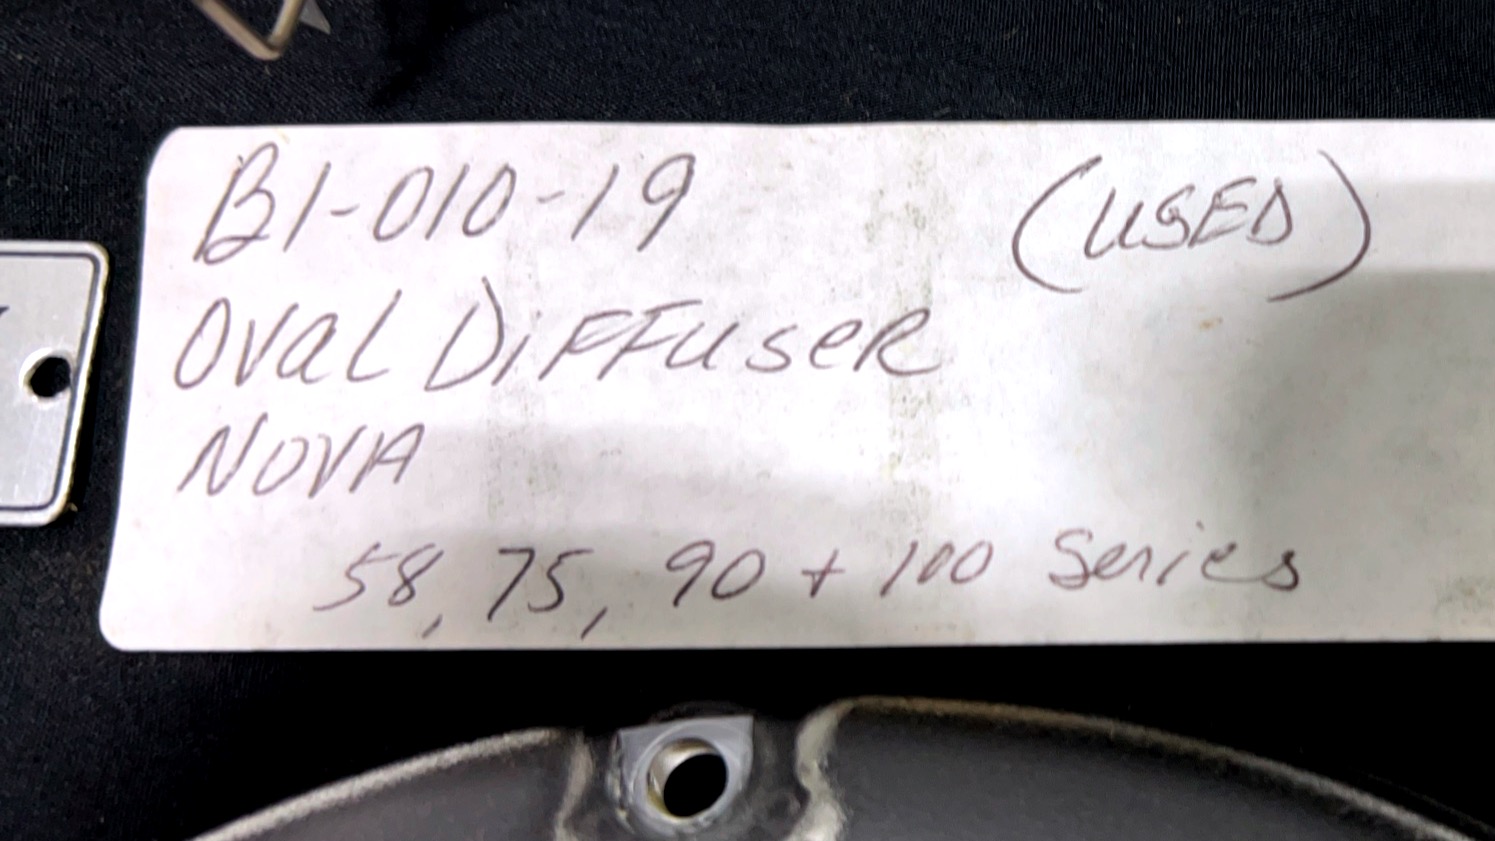 B1-010-19 (USED)
Oval DiFFuseR
NOVA
58, 75, 90 + 100 Series